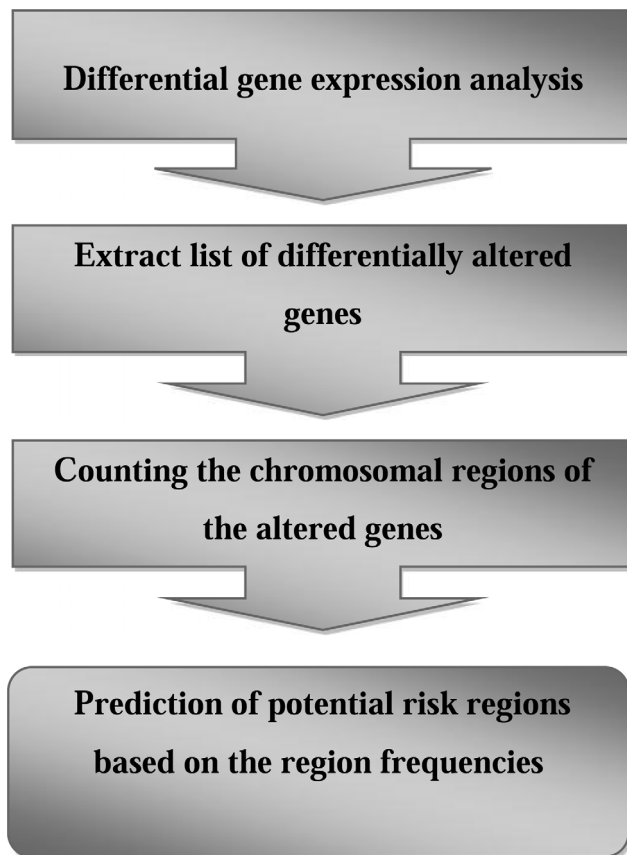 Differential gene expression analysis
Extract list of differentially altered
genes
Counting the chromosomal regions of
the altered genes
Prediction of potential risk regions
based on the region frequencies